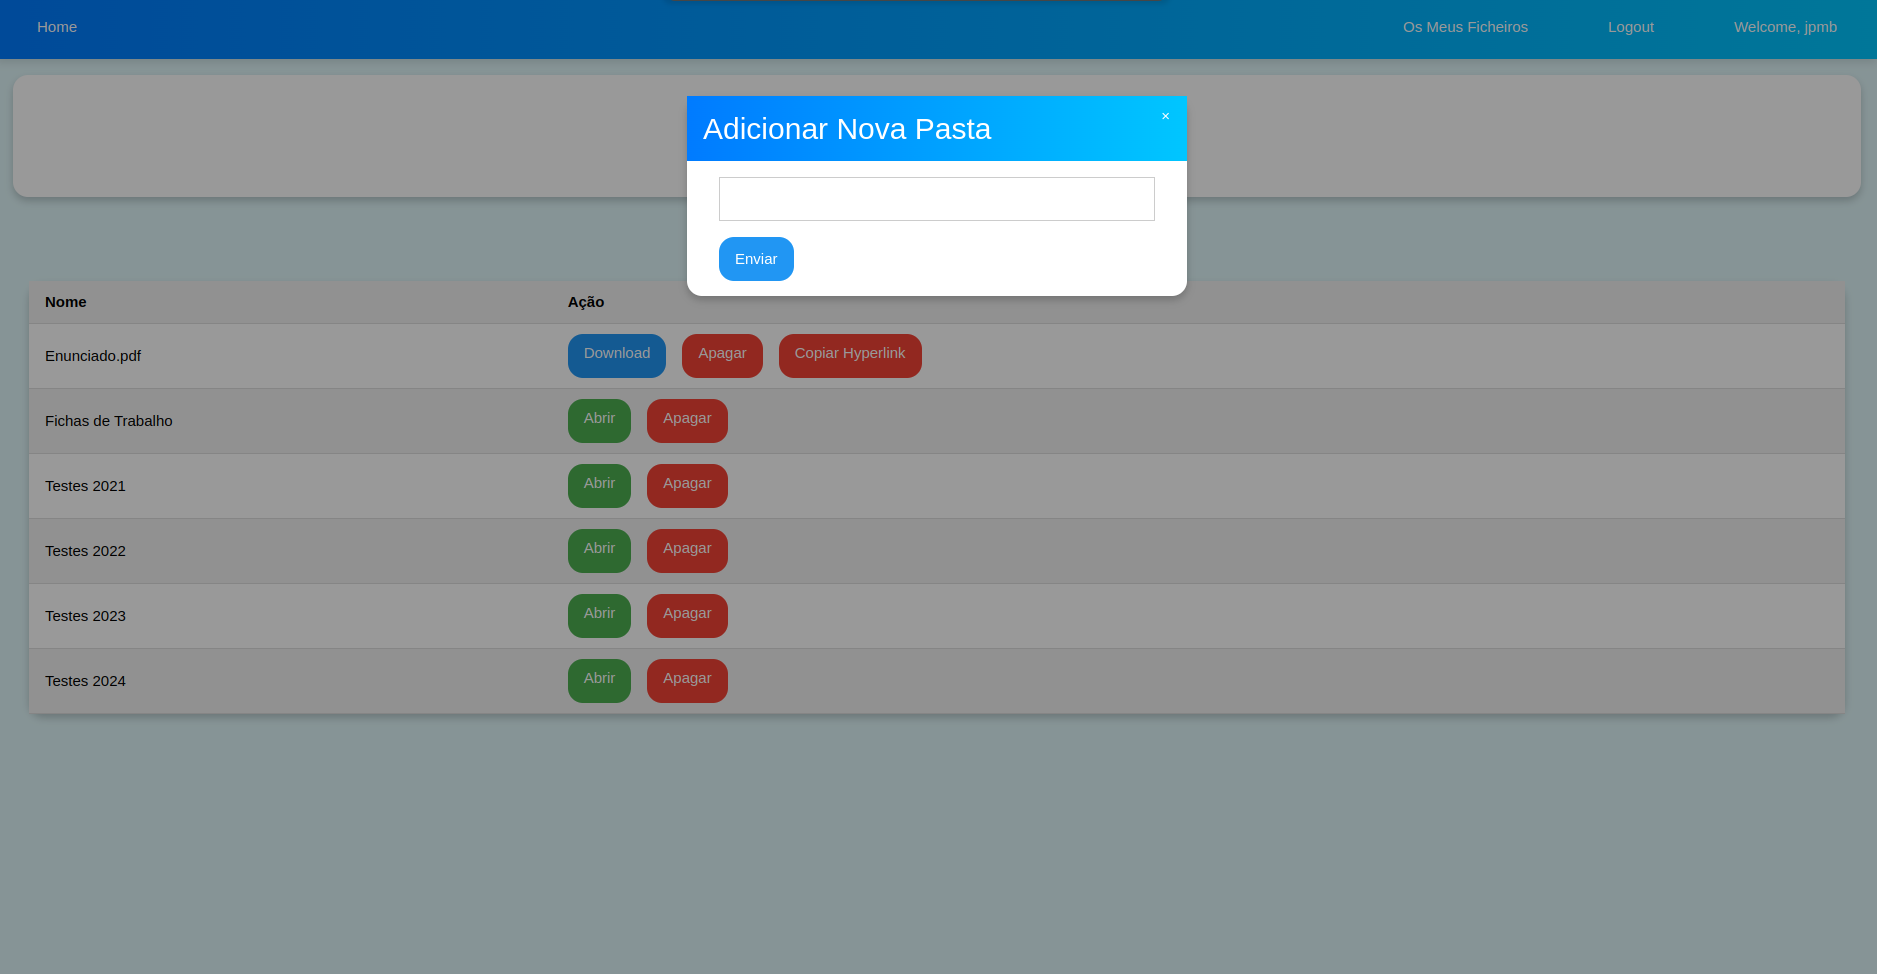 Home Os Meus Ficheiros Logout Welcome, jpmb
Adicionar Nova Pasta ×
Enviar
Nome Ação
Enunciado.pdf Download Apagar Copiar Hyperlink
Fichas de Trabalho Abrir Apagar
Testes 2021 Abrir Apagar
Testes 2022 Abrir Apagar
Testes 2023 Abrir Apagar
Testes 2024 Abrir Apagar